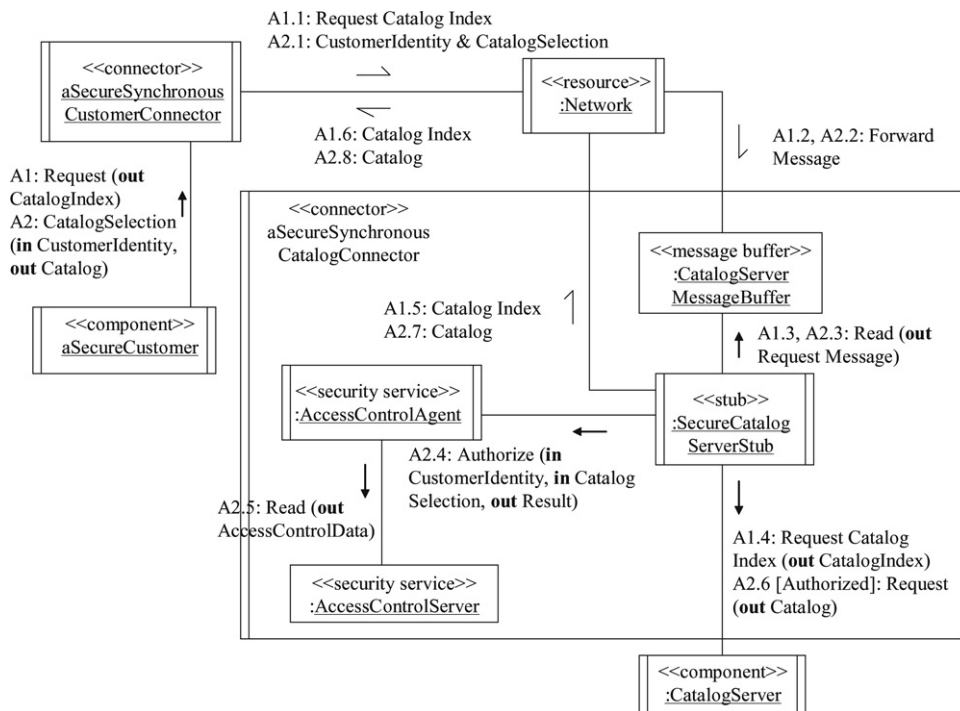 A1.1: Request Catalog Index
A2.1: CustomerIdentity & CatalogSelection
<<connector>>
aSecureSynchronous
CustomerConnector
<<resource>>
:Network
A1.6: Catalog Index
A2.8: Catalog
A1.2, A2.2: Forward
Message
A1: Request (out
CatalogIndex)
A2: CatalogSelection
(in CustomerIdentity,
out Catalog)
<<connector>>
aSecureSynchronous
CatalogConnector
<<message buffer>>
:CatalogServer
MessageBuffer
A1.5: Catalog Index
A2.7: Catalog
<<component>>
aSecureCustomer
A1.3, A2.3: Read (out
Request Message)
<<security service>>
:AccessControlAgent
<<stub>>
:SecureCatalog
ServerStub
A2.4: Authorize (in
CustomerIdentity, in Catalog
Selection, out Result)
A2.5: Read (out
AccessControlData)
A1.4: Request Catalog
Index (out CatalogIndex)
A2.6 [Authorized]: Request
(out Catalog)
<<security service>>
:AccessControlServer
<<component>>
:CatalogServer